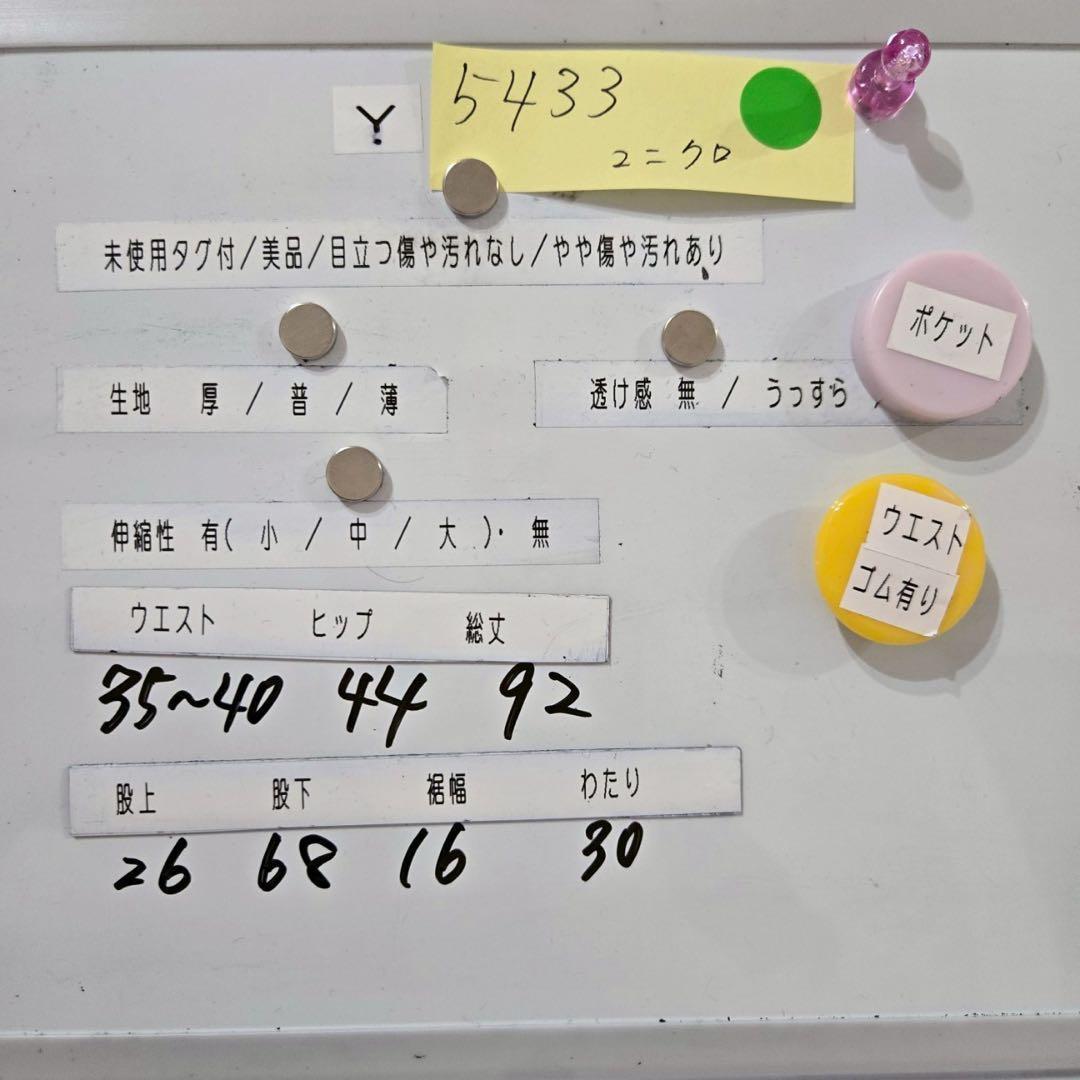 5433
Y
ユニクロ
未使用タグ付/美品/目立つ傷や汚れなし/やや傷や汚れあり
ポケット
生地 厚 / 普 / 薄
透け感 無 / うっすら
伸縮性 有( 小 / 中 / 大 )・無
ウエスト
ゴム有り
ウエスト ヒップ 総丈
35~40 44 92
股上 股下 裾幅 わたり
26 68 16 30